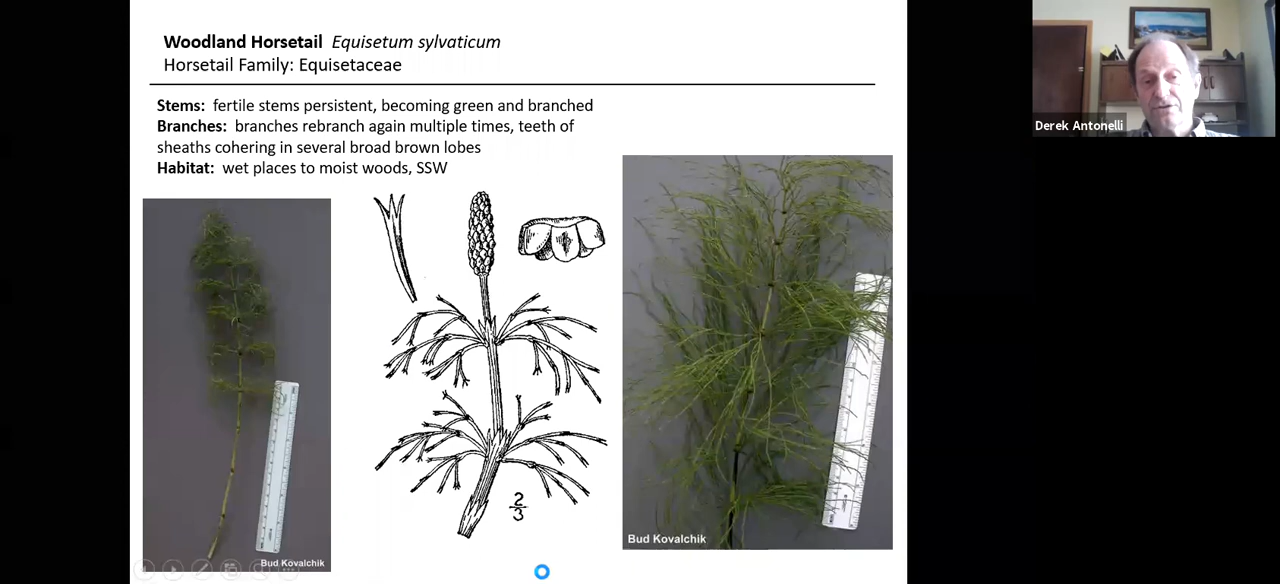 Woodland Horsetail Equisetum sylvaticum
Horsetail Family: Equisetaceae
Stems: fertile stems persistent, becoming green and branched
Branches: branches rebranch again multiple times, teeth of
sheaths cohering in several broad brown lobes
Habitat: wet places to moist woods, SSW
2
3
Bud Kovalchik
Bud Kovalchik
Derek Antonelli